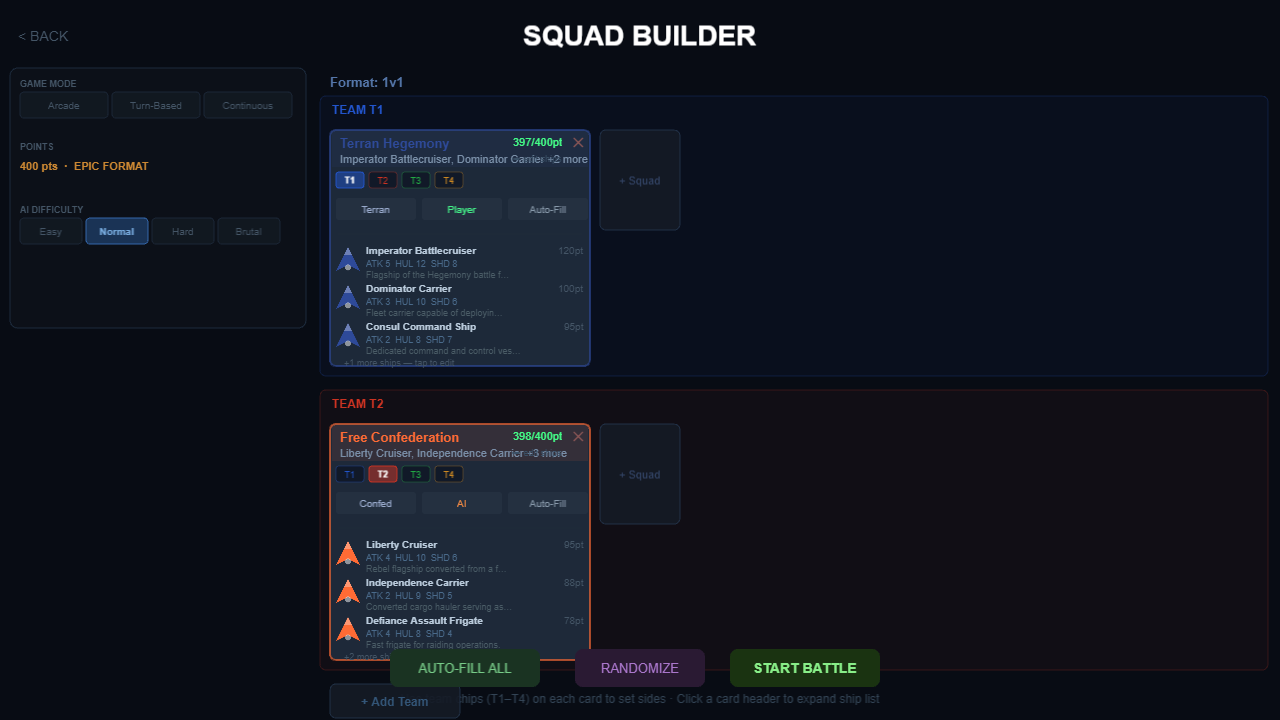 < BACK
SQUAD BUILDER
GAME MODE
Arcade
Turn-Based
Continuous
POINTS
400 pts · EPIC FORMAT
AI DIFFICULTY
Easy
Normal
Hard
Brutal
Format: 1v1
TEAM T1
Terran Hegemony
397/400pt
Imperator Battlecruiser, Dominator Carrier +2 more
T1
T2
T3
T4
Terran
Player
Auto-Fill
Imperator Battlecruiser
120pt
ATK 5 HUL 12 SHD 8
Flagship of the Hegemony battle f...
Dominator Carrier
100pt
ATK 3 HUL 10 SHD 6
Fleet carrier capable of deployin...
Consul Command Ship
95pt
ATK 2 HUL 8 SHD 7
Dedicated command and control ves...
+1 more ships — tap to edit
+ Squad
TEAM T2
Free Confederation
398/400pt
Liberty Cruiser, Independence Carrier +3 more
T1
T2
T3
T4
Confed
AI
Auto-Fill
Liberty Cruiser
95pt
ATK 4 HUL 10 SHD 6
Rebel flagship converted from a f...
Independence Carrier
88pt
ATK 2 HUL 9 SHD 5
Converted cargo hauler serving as...
Defiance Assault Frigate
78pt
ATK 4 HUL 8 SHD 4
Fast frigate for raiding operations.
+2 more sh
+ Squad
AUTO-FILL ALL
RANDOMIZE
START BATTLE
+ Add Team
chips (T1–T4) on each card to set sides · Click a card header to expand ship list